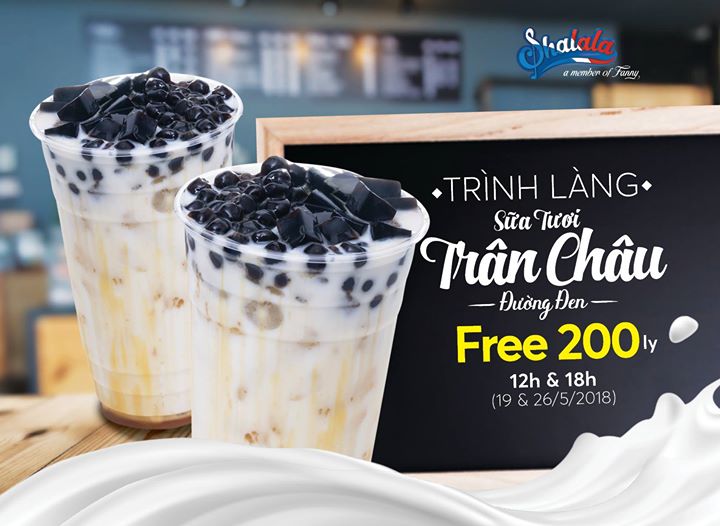 Shalala
a member of Fanny
TRÌNH LÀNG
Sữa Tươi
Trân Châu
Đường Đen
Free 200 ly
12h & 18h
(19 & 26/5/2018)